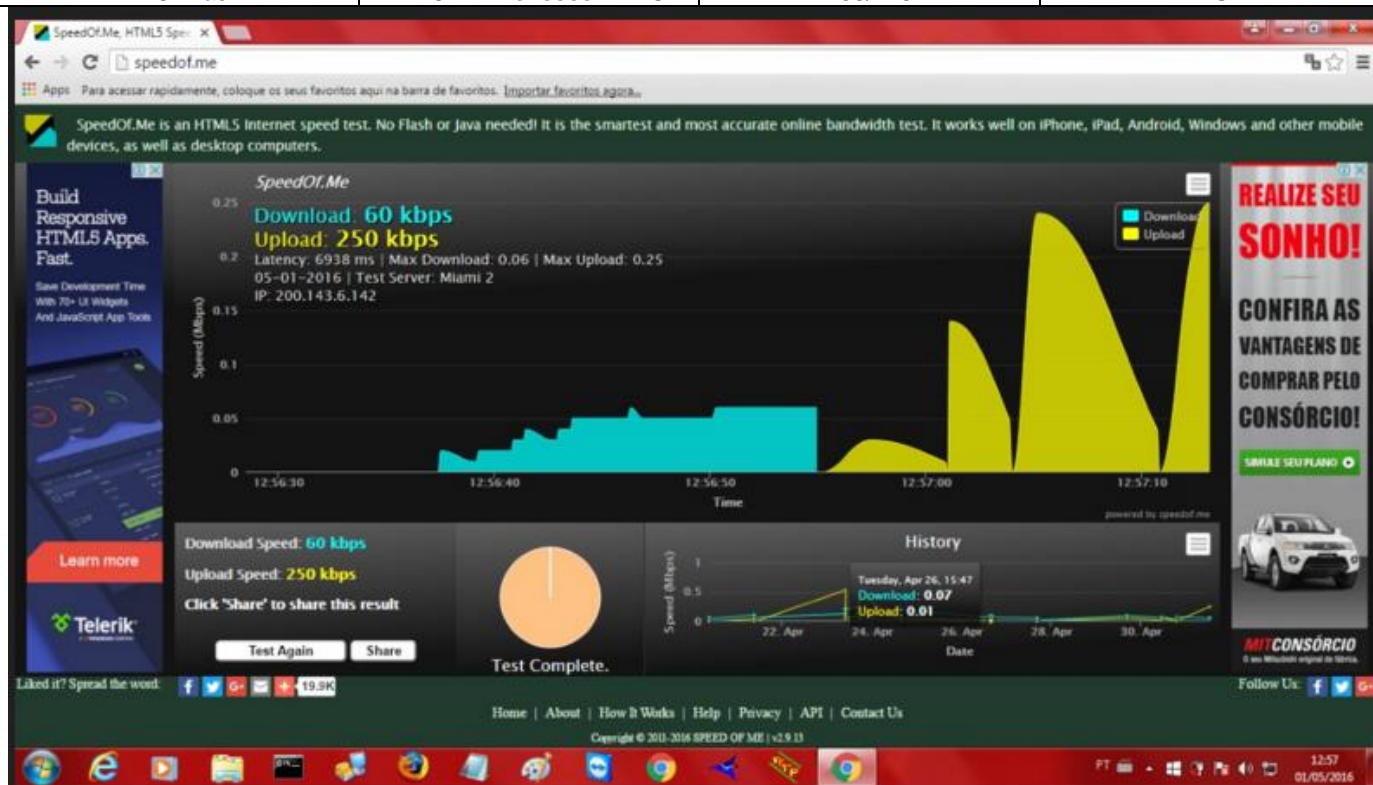 SpeedOf.Me, HTML5 Spe
speedof.me
Apps Para acessar rapidamente, coloque os seus favoritos aqui na barra de favoritos. Importar favoritos agora...
SpeedOf.Me is an HTML5 Internet speed test. No Flash or Java needed! It is the smartest and most accurate online bandwidth test. It works well on iPhone, iPad, Android, Windows and other mobile
devices, as well as desktop computers.
Build
Responsive
HTML5 Apps.
Fast.
Save Development Time
With 70+ UI Widgets
And JavaScript App Tools
Learn more
Telerik
SpeedOf.Me
Download: 60 kbps
Upload: 250 kbps
Latency: 6938 ms | Max Download: 0.06 | Max Upload: 0.25
05-01-2016 | Test Server: Miami 2
IP: 200.143.6.142
Download
Upload
Speed (Mbps)
0.25
0.2
0.15
0.1
0.05
0
12:56:30 12:56:40 12:56:50 12:57:00 12:57:10
Time
powered by speedof.me
Download Speed: 60 kbps
Upload Speed: 250 kbps
Click 'Share' to share this result
Test Again Share
Test Complete.
History
Speed (Mbps)
1
0.5
0
Tuesday, Apr 26, 15:47
Download: 0.07
Upload: 0.01
22. Apr 24. Apr 26. Apr 28. Apr 30. Apr
Date
REALIZE SEU
SONHO!
CONFIRA AS
VANTAGENS DE
COMPRAR PELO
CONSÓRCIO!
SIMULE SEU PLANO
MITCONSÓRCIO
O seu Mitsubishi original de fábrica.
Liked it? Spread the word: 19.9K
Follow Us:
Home | About | How It Works | Help | Privacy | API | Contact Us
Copyright © 2011-2016 SPEED OF ME | v2.9.13
PT 12:57
01/05/2016